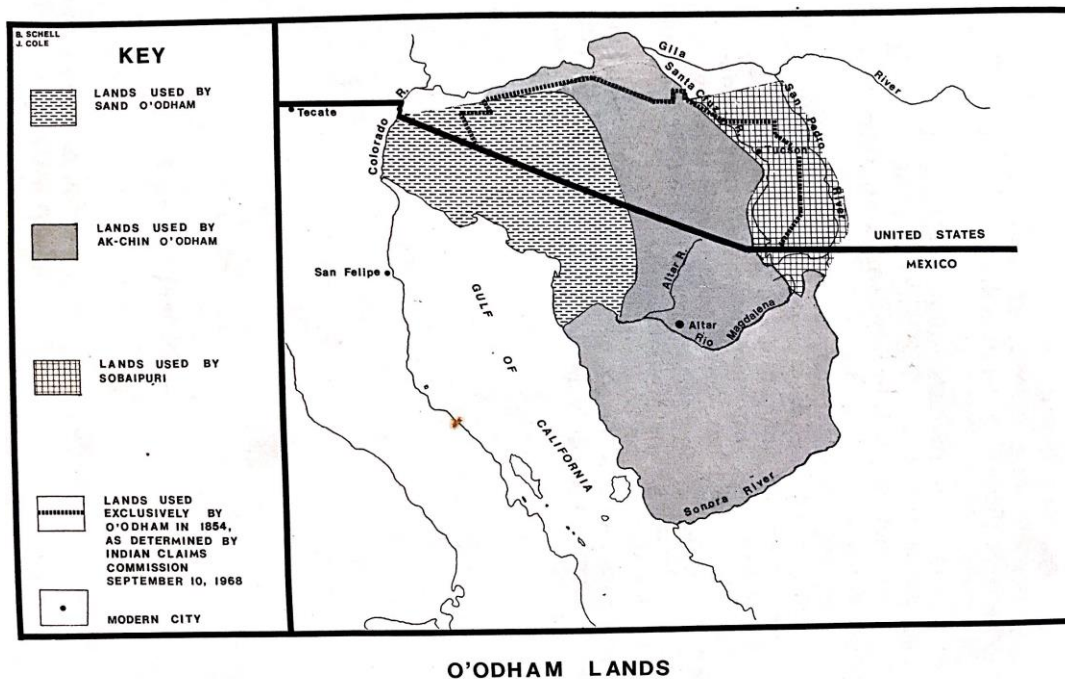 B. SCHELL
J. COLE
KEY
LANDS USED BY
SAND O'ODHAM
LANDS USED BY
AK-CHIN O'ODHAM
LANDS USED BY
SOBAIPURI
LANDS USED
EXCLUSIVELY BY
O'ODHAM IN 1854,
AS DETERMINED BY
INDIAN CLAIMS
COMMISSION
SEPTEMBER 10, 1968
MODERN CITY
Gila
River
Santa Cruz R.
San Pedro
River
Tucson
Tecate
Colorado R.
UNITED STATES
MEXICO
San Felipe
Altar R.
Altar
Rio Magdalena
GULF
OF
CALIFORNIA
Sonora River
O'ODHAM LANDS